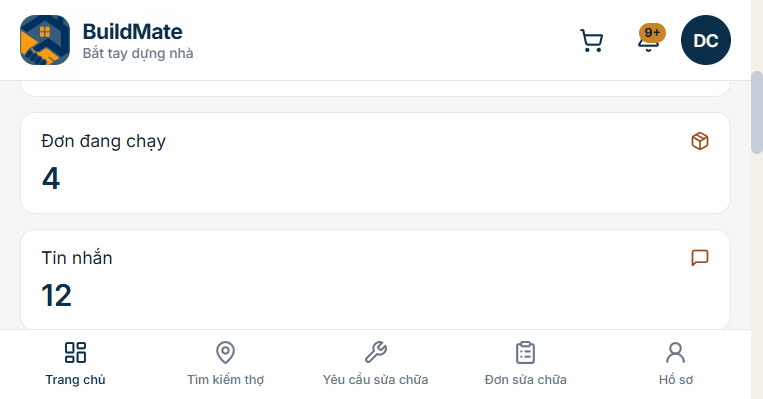 BuildMate
Bắt tay dựng nhà
9+
DC
Đơn đang chạy
4
Tin nhắn
12
Trang chủ
Tìm kiếm thợ
Yêu cầu sửa chữa
Đơn sửa chữa
Hồ sơ